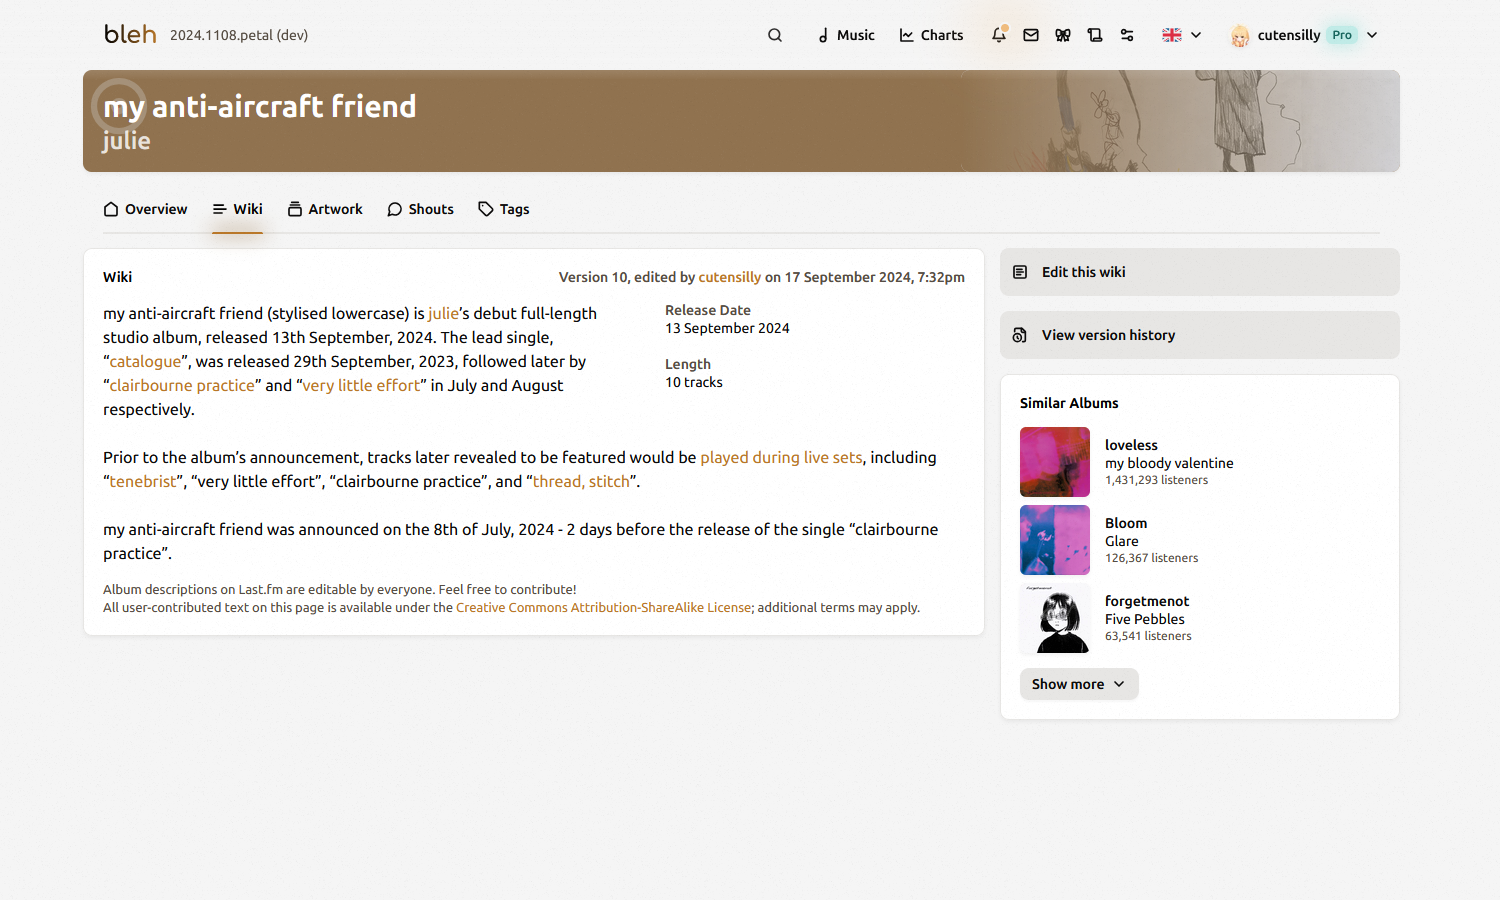 bleh 2024.1108.petal (dev) Music Charts cutensilly Pro
my anti-aircraft friend
julie
Overview Wiki Artwork Shouts Tags
Wiki Version 10, edited by cutensilly on 17 September 2024, 7:32pm
my anti-aircraft friend (stylised lowercase) is julie’s debut full-length
studio album, released 13th September, 2024. The lead single,
“catalogue”, was released 29th September, 2023, followed later by
“clairbourne practice” and “very little effort” in July and August
respectively.
Release Date
13 September 2024
Length
10 tracks
Prior to the album’s announcement, tracks later revealed to be featured would be played during live sets, including
“tenebrist”, “very little effort”, “clairbourne practice”, and “thread, stitch”.
my anti-aircraft friend was announced on the 8th of July, 2024 - 2 days before the release of the single “clairbourne
practice”.
Album descriptions on Last.fm are editable by everyone. Feel free to contribute!
All user-contributed text on this page is available under the Creative Commons Attribution-ShareAlike License; additional terms may apply.
Edit this wiki
View version history
Similar Albums
loveless
my bloody valentine
1,431,293 listeners
Bloom
Glare
126,367 listeners
forgetmenot
forgetmenot
Five Pebbles
63,541 listeners
Show more